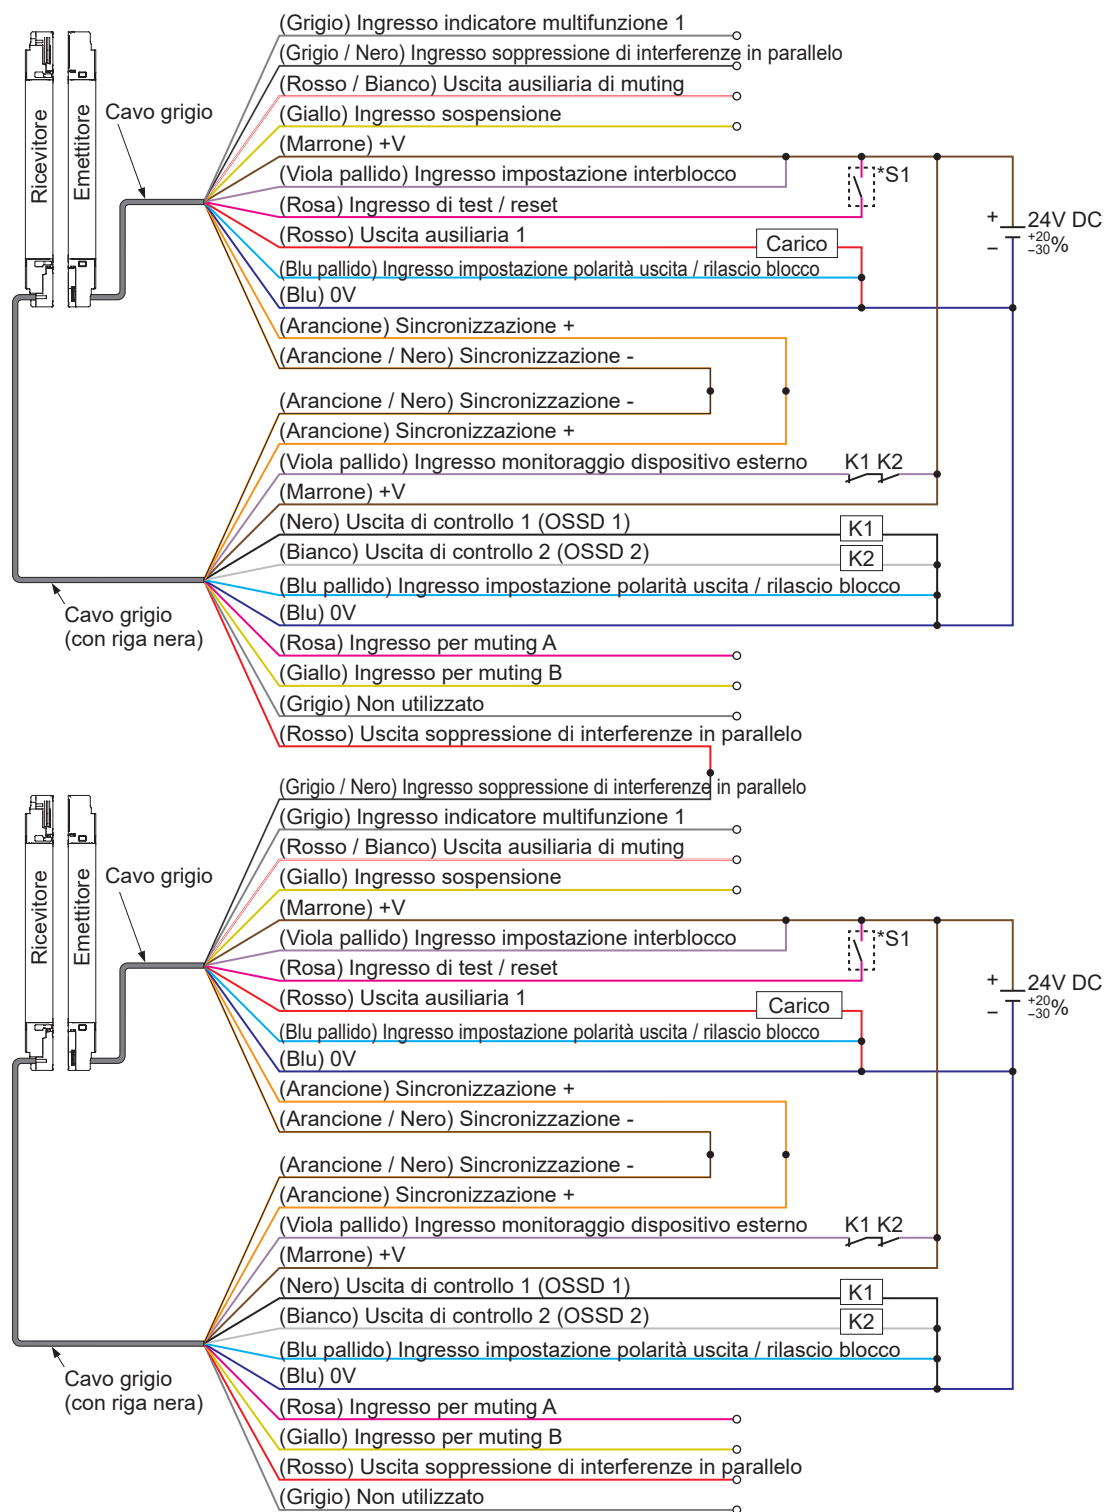 (Grigio) Ingresso indicatore multifunzione 1
(Grigio / Nero) Ingresso soppressione di interferenze in parallelo
(Rosso / Bianco) Uscita ausiliaria di muting
(Giallo) Ingresso sospensione
(Marrone) +V
(Viola pallido) Ingresso impostazione interblocco
(Rosa) Ingresso di test / reset
(Rosso) Uscita ausiliaria 1
(Blu pallido) Ingresso impostazione polarità uscita / rilascio blocco
(Blu) 0V
(Arancione) Sincronizzazione +
(Arancione / Nero) Sincronizzazione -
Ricevitore
Emettitore
Cavo grigio
*S1
Carico
+
−
24V DC
+20
−30%
(Arancione / Nero) Sincronizzazione -
(Arancione) Sincronizzazione +
(Viola pallido) Ingresso monitoraggio dispositivo esterno
K1 K2
(Marrone) +V
(Nero) Uscita di controllo 1 (OSSD 1)
K1
(Bianco) Uscita di controllo 2 (OSSD 2)
K2
(Blu pallido) Ingresso impostazione polarità uscita / rilascio blocco
(Blu) 0V
(Rosa) Ingresso per muting A
(Giallo) Ingresso per muting B
(Grigio) Non utilizzato
(Rosso) Uscita soppressione di interferenze in parallelo
Cavo grigio
(con riga nera)
(Grigio / Nero) Ingresso soppressione di interferenze in parallelo
(Grigio) Ingresso indicatore multifunzione 1
(Rosso / Bianco) Uscita ausiliaria di muting
(Giallo) Ingresso sospensione
(Marrone) +V
(Viola pallido) Ingresso impostazione interblocco
(Rosa) Ingresso di test / reset
(Rosso) Uscita ausiliaria 1
(Blu pallido) Ingresso impostazione polarità uscita / rilascio blocco
(Blu) 0V
(Arancione) Sincronizzazione +
(Arancione / Nero) Sincronizzazione -
Ricevitore
Emettitore
Cavo grigio
*S1
Carico
+
−
24V DC
+20
−30%
(Arancione / Nero) Sincronizzazione -
(Arancione) Sincronizzazione +
(Viola pallido) Ingresso monitoraggio dispositivo esterno
K1 K2
(Marrone) +V
(Nero) Uscita di controllo 1 (OSSD 1)
K1
(Bianco) Uscita di controllo 2 (OSSD 2)
K2
(Blu pallido) Ingresso impostazione polarità uscita / rilascio blocco
(Blu) 0V
(Rosa) Ingresso per muting A
(Giallo) Ingresso per muting B
(Rosso) Uscita soppressione di interferenze in parallelo
(Grigio) Non utilizzato
Cavo grigio
(con riga nera)